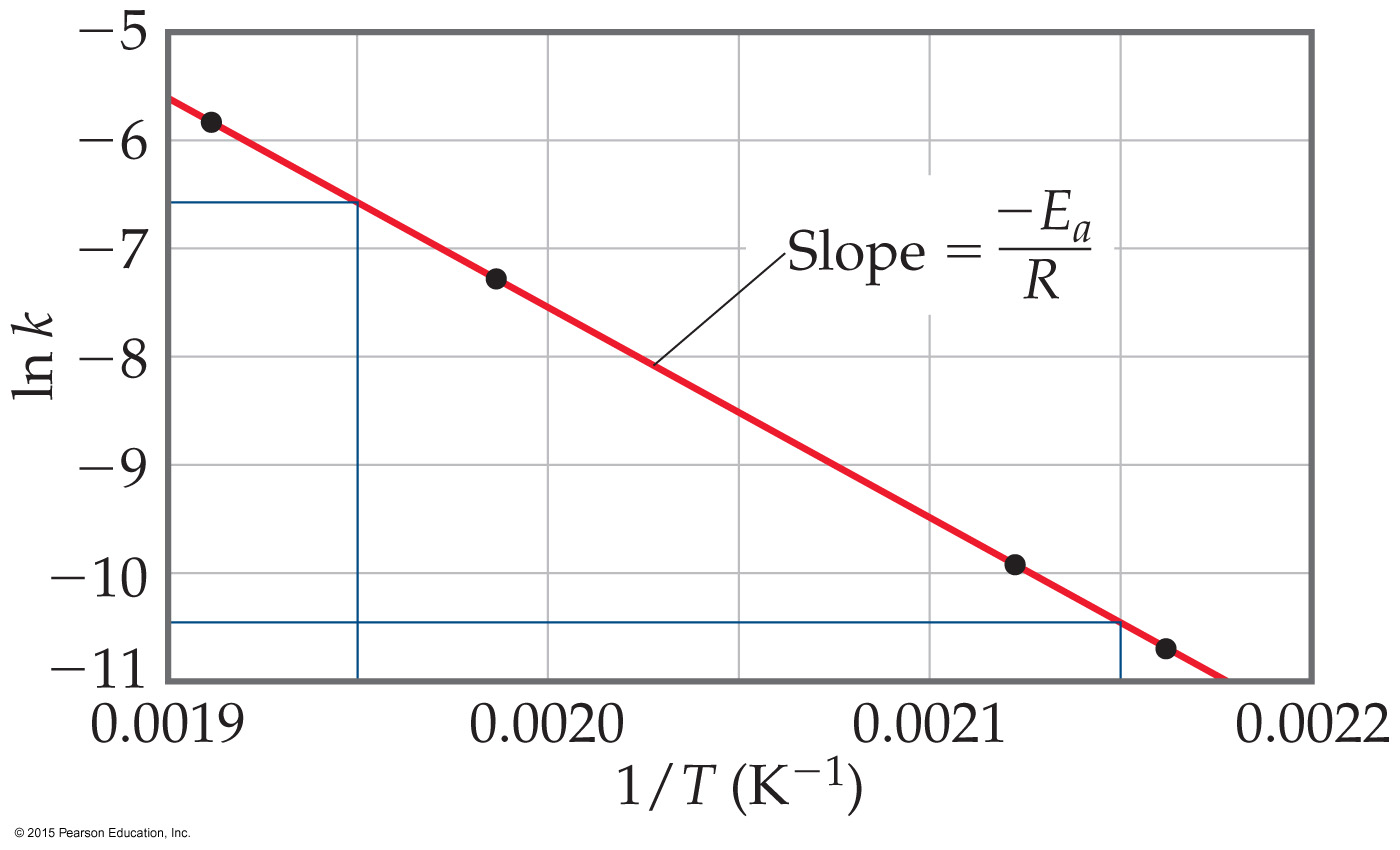 −5
−6
−7
−8
−9
−10
−11
ln k
Slope = −Ea/R
0.0019 0.0020 0.0021 0.0022
1/T (K−1)
© 2015 Pearson Education, Inc.